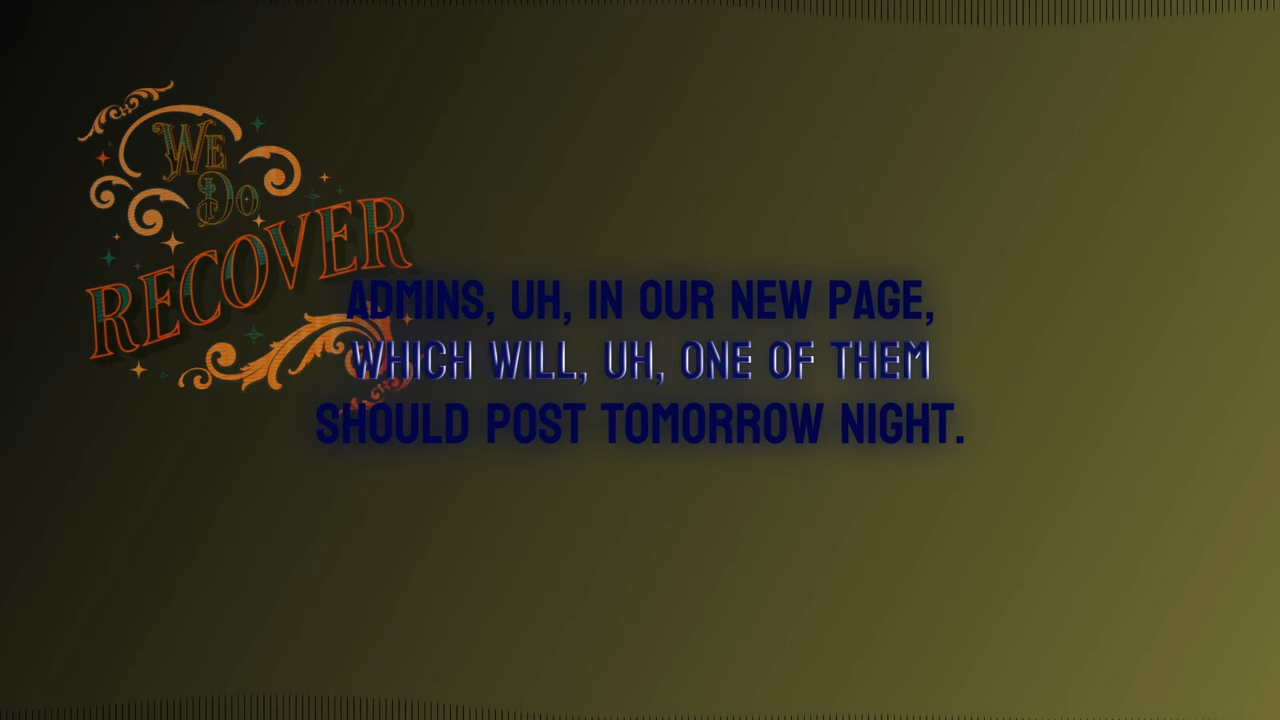 WE
DO
RECOVER
ADMINS, UH, IN OUR NEW PAGE,
WHICH WILL, UH, ONE OF THEM
SHOULD POST TOMORROW NIGHT.